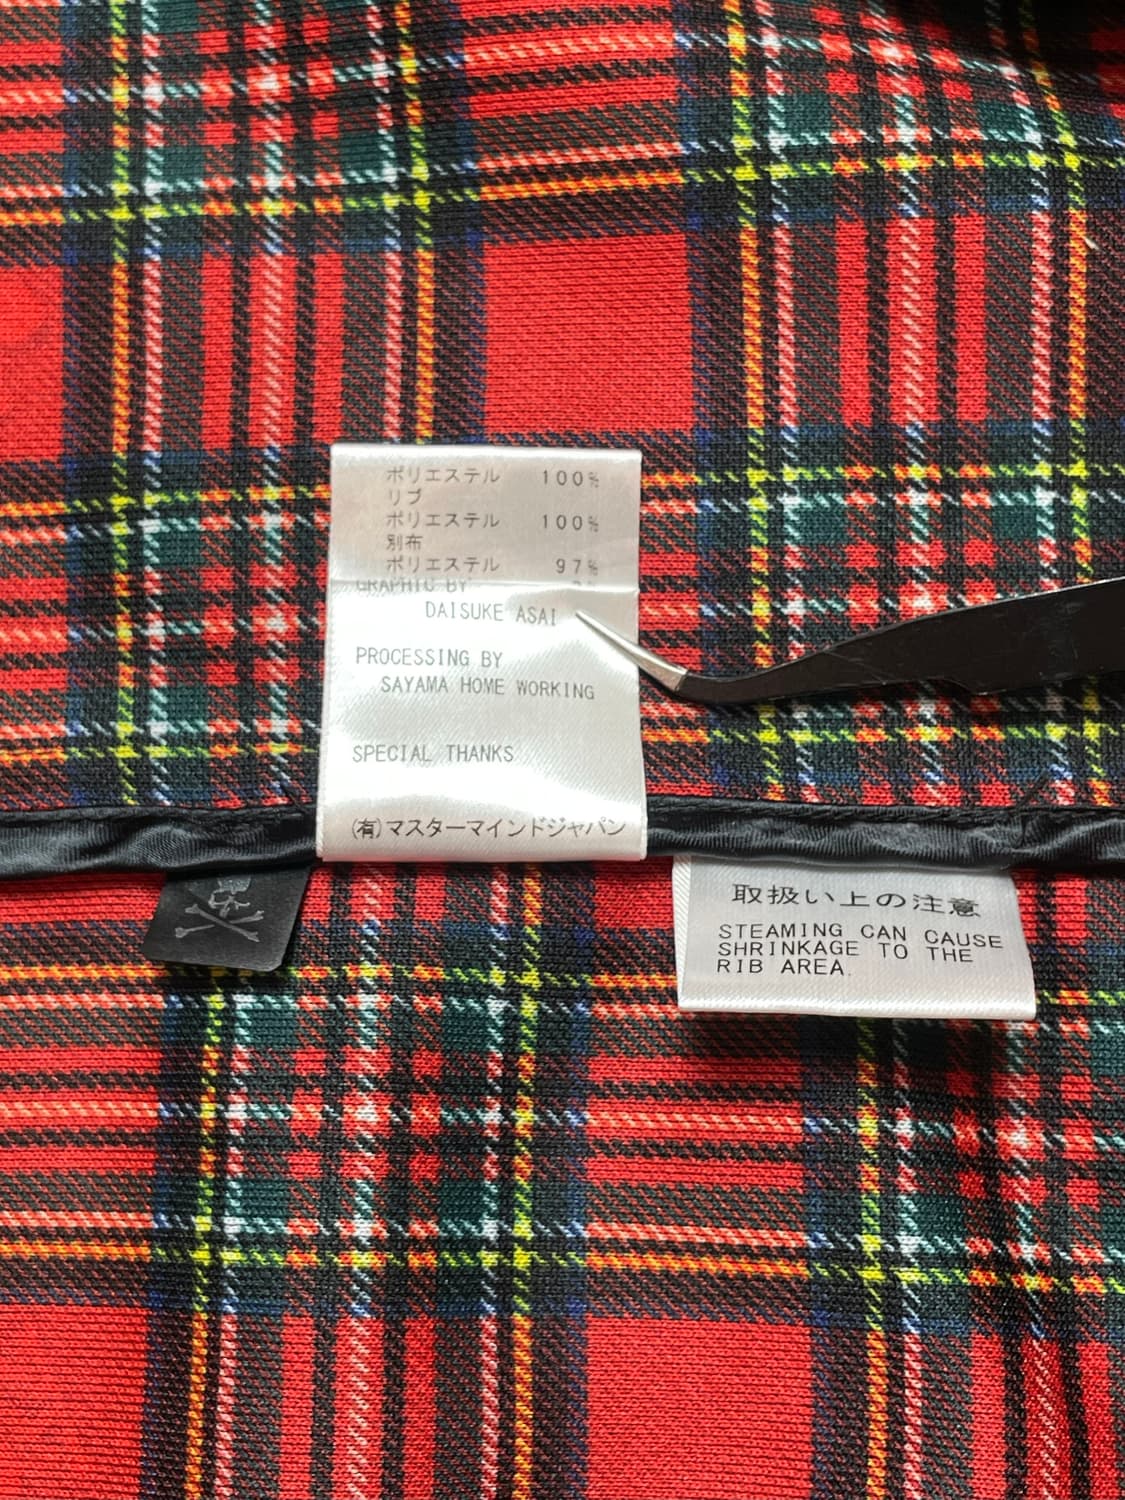 ポリエステル 100%
リブ
ポリエステル 100%
別布
ポリエステル 97%
GRAPHIC BY
DAISUKE ASAI
PROCESSING BY
SAYAMA HOME WORKING
SPECIAL THANKS
(有)マスターマインドジャパン
取扱い上の注意
STEAMING CAN CAUSE
SHRINKAGE TO THE
RIB AREA.